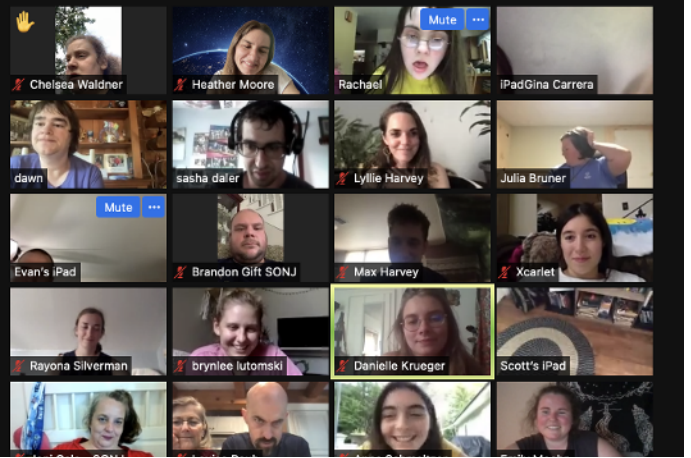 Chelsea Waldner
Heather Moore
Mute
Rachael
iPadGina Carrera
dawn
sasha daler
Lyllie Harvey
Julia Bruner
Mute
Evan's iPad
Brandon Gift SONJ
Max Harvey
Xcarlet
Rayona Silverman
brynlee lutomski
Danielle Krueger
Scott's iPad